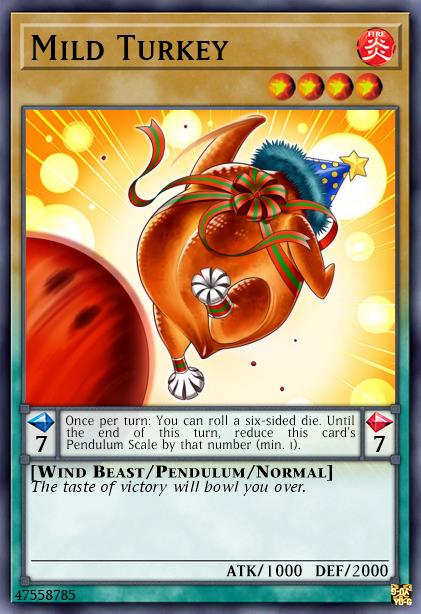 Mild Turkey
FIRE
炎
Once per turn: You can roll a six-sided die. Until
the end of this turn, reduce this card's
Pendulum Scale by that number (min. 1).
7
7
[Wind Beast/Pendulum/Normal]
The taste of victory will bowl you over.
ATK/1000 DEF/2000
47558785